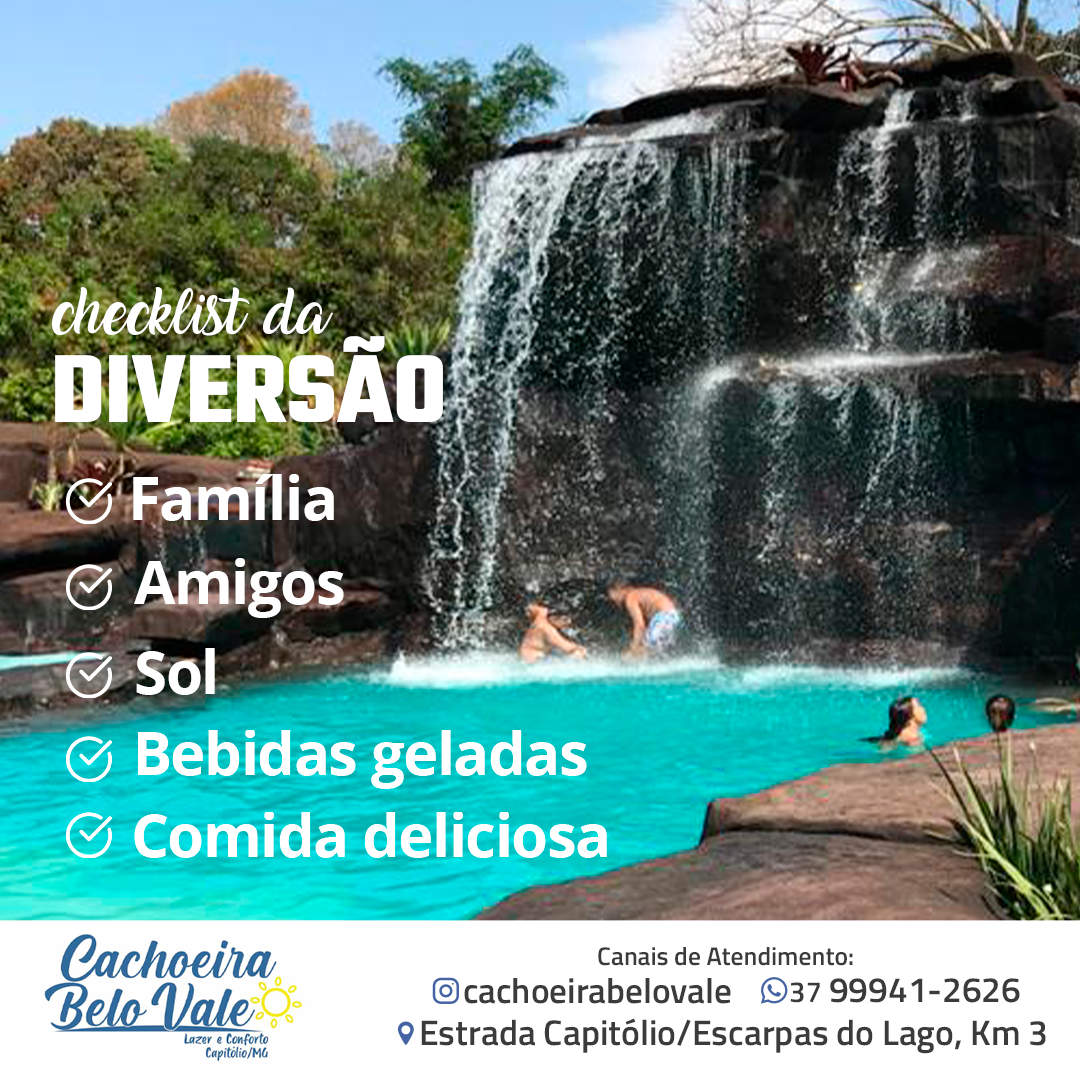 checklist da
DIVERSÃO
Família
Amigos
Sol
Bebidas geladas
Comida deliciosa
Cachoeira
Belo Vale
Lazer e Conforto
Capitólio/MG
Canais de Atendimento:
cachoeirabelovale 37 99941-2626
Estrada Capitólio/Escarpas do Lago, Km 3